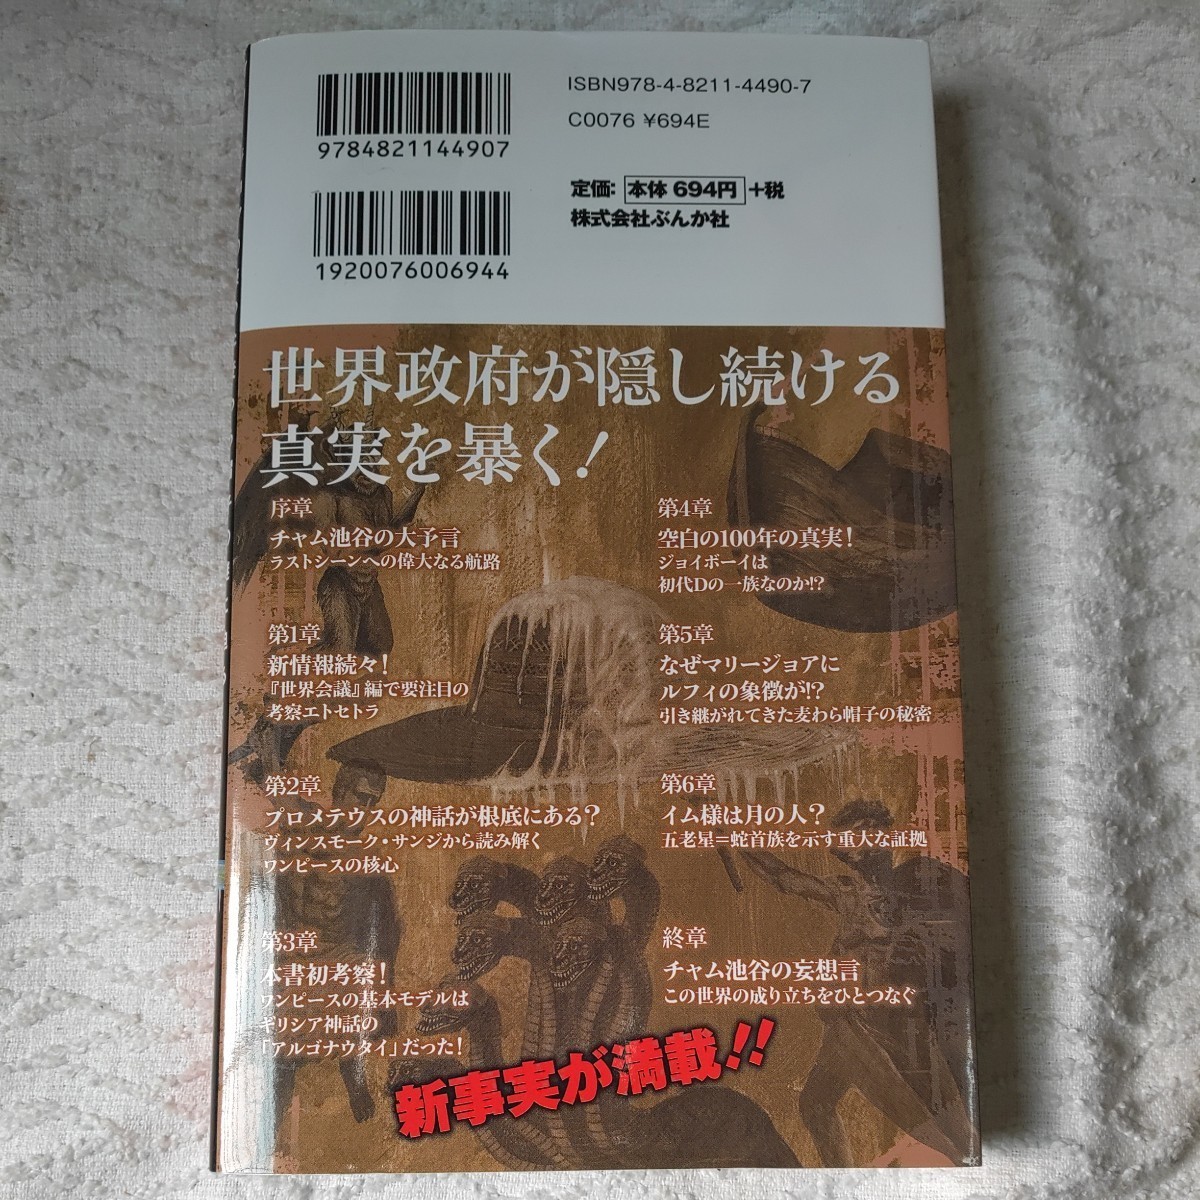 ISBN978-4-8211-4490-7
C0076 ¥694E
9784821144907
定価: 本体 694円 +税
株式会社ぶんか社
1920076006944
世界政府が隠し続ける
真実を暴く!
序章
チャム池谷の大予言
ラストシーンへの偉大なる航路
第1章
新情報続々!
『世界会議』編で要注目の
考察エトセトラ
第2章
プロメテウスの神話が根底にある?
ヴィンスモーク・サンジから読み解く
ワンピースの核心
第3章
本書初考察!
ワンピースの基本モデルは
ギリシア神話の
「アルゴナウタイ」だった!
第4章
空白の100年の真実!
ジョイボーイは
初代Dの一族なのか!?
第5章
なぜマリージョアに
ルフィの象徴が!?
引き継がれてきた麦わら帽子の秘密
第6章
イム様は月の人?
五老星=蛇首族を示す重大な証拠
終章
チャム池谷の妄想言
この世界の成り立ちをひとつなぐ
新事実が満載!!